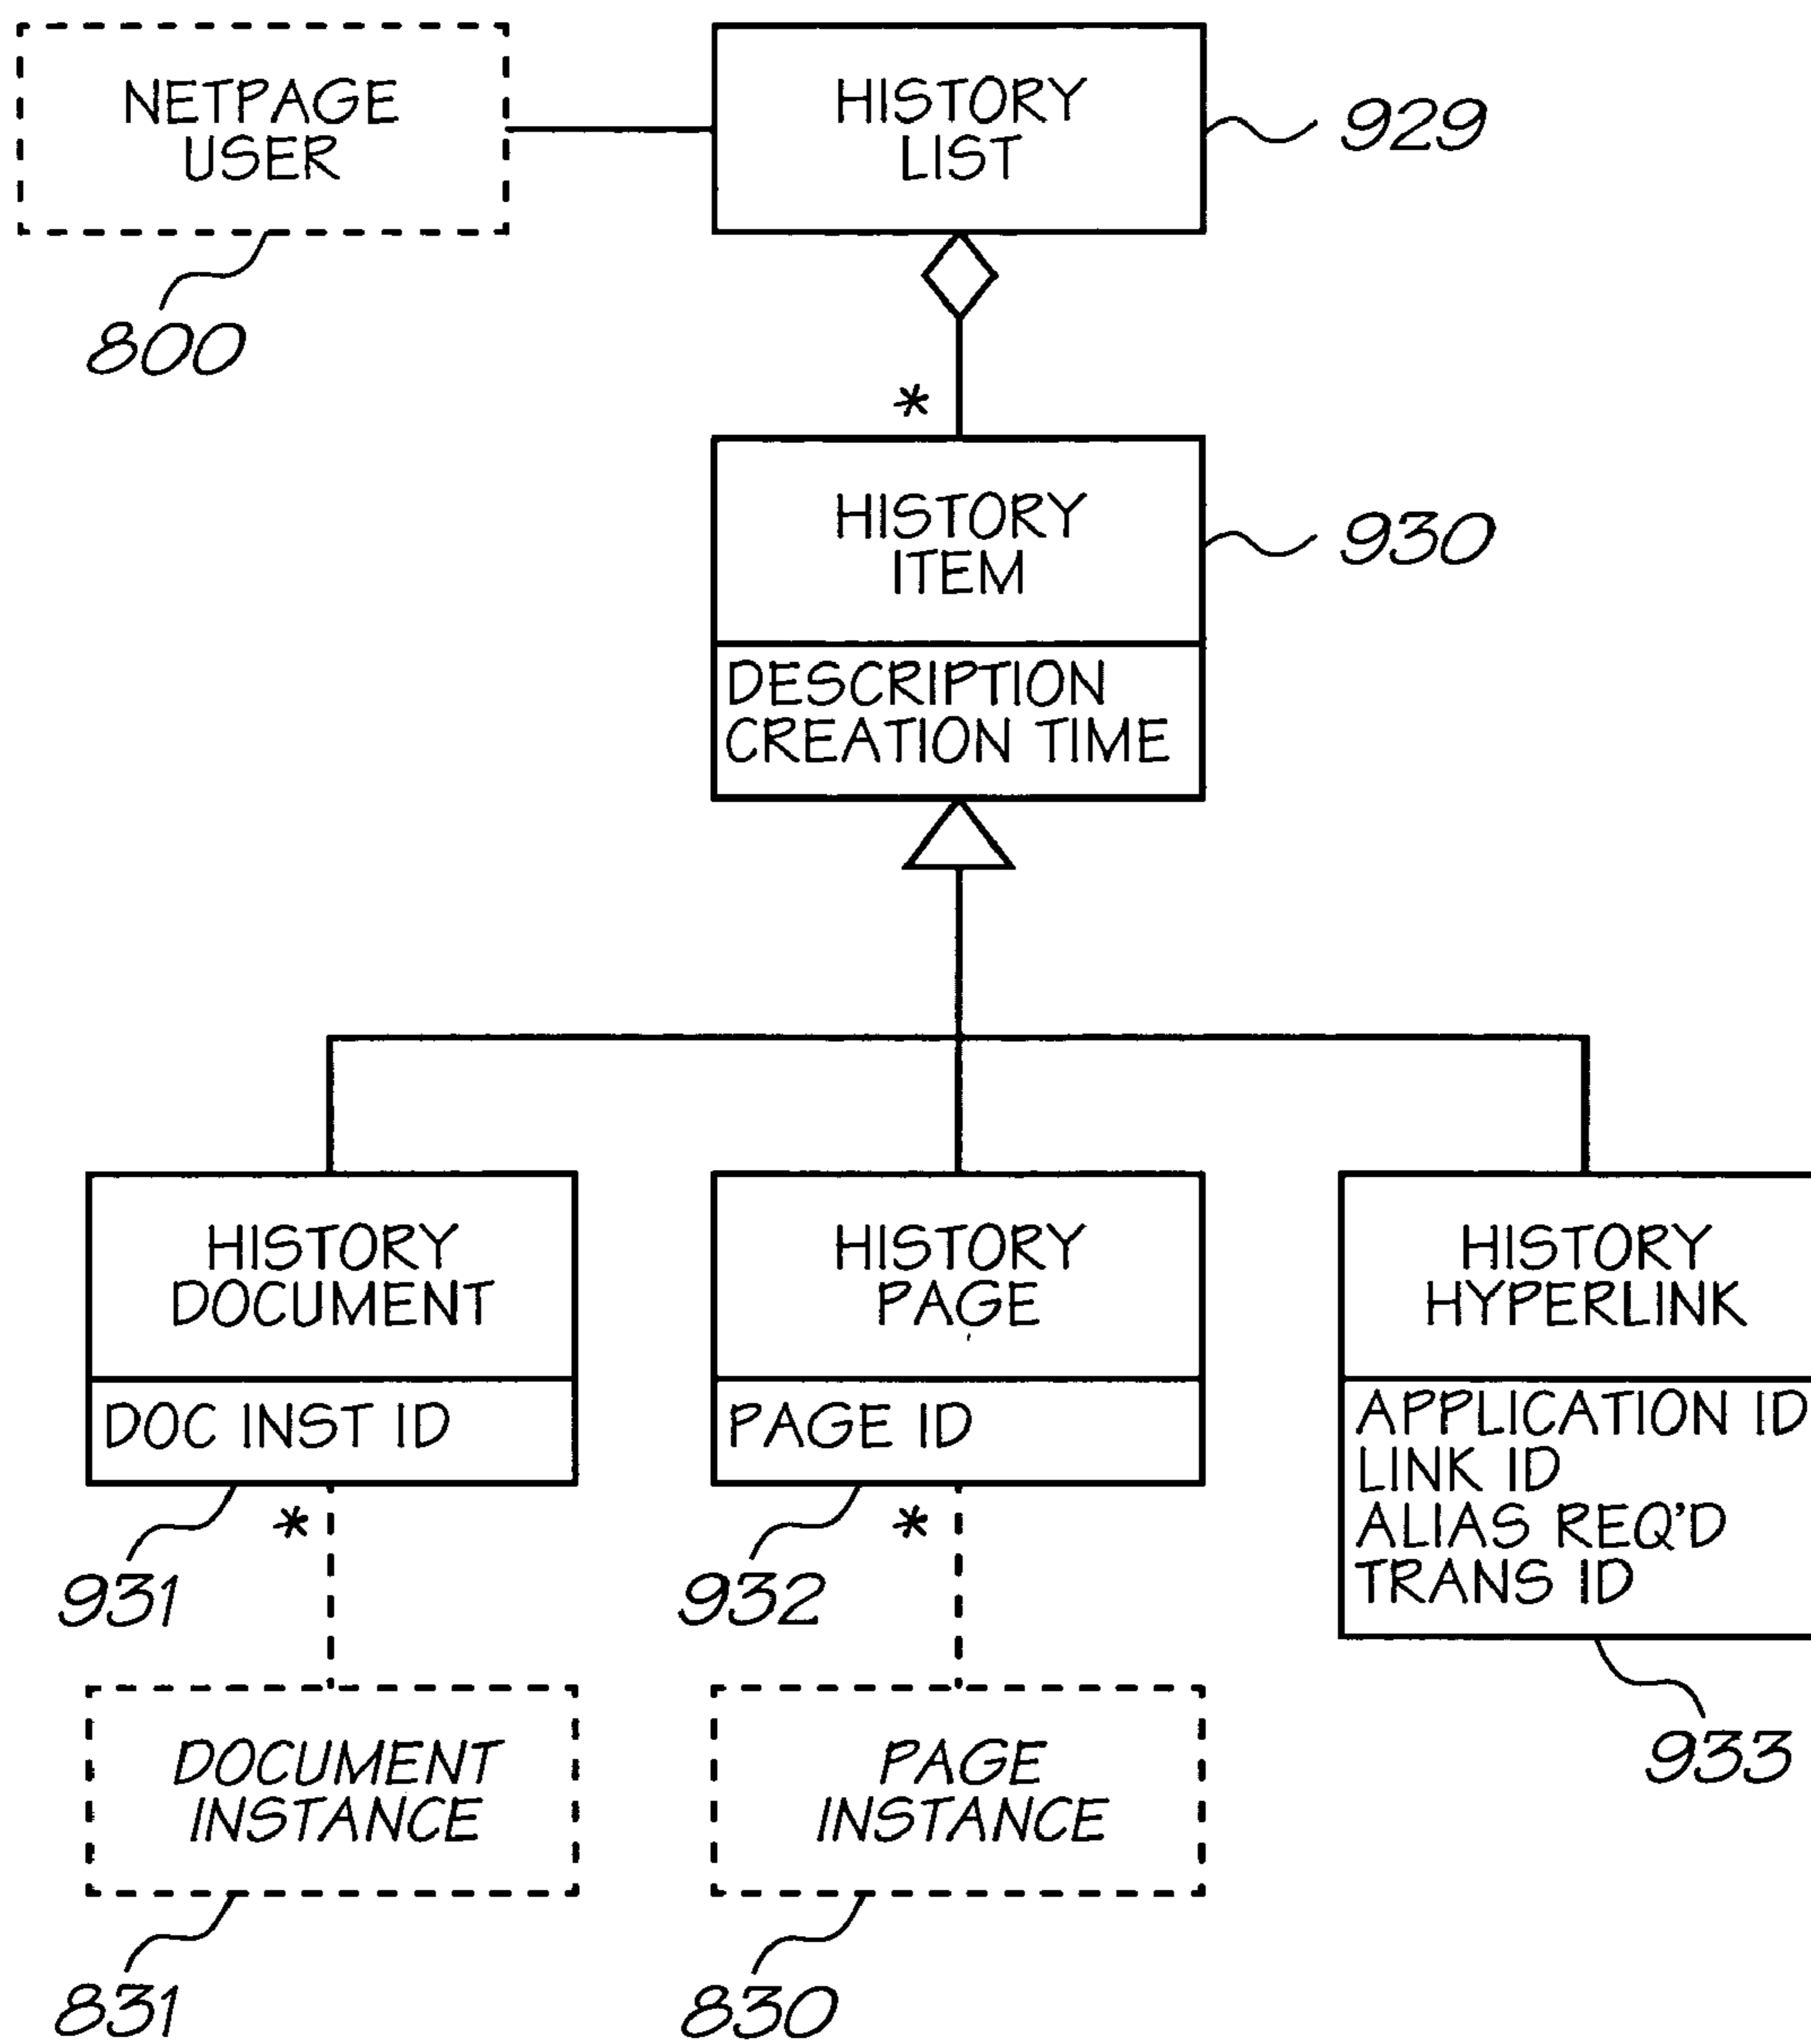 NETPAGE
USER
HISTORY
LIST
929
800
*
HISTORY
ITEM
930
DESCRIPTION
CREATION TIME
HISTORY
DOCUMENT
DOC INST ID
HISTORY
PAGE
PAGE ID
HISTORY
HYPERLINK
APPLICATION ID
LINK ID
ALIAS REQ'D
TRANS ID
*
931
*
932
933
DOCUMENT
INSTANCE
PAGE
INSTANCE
831
830